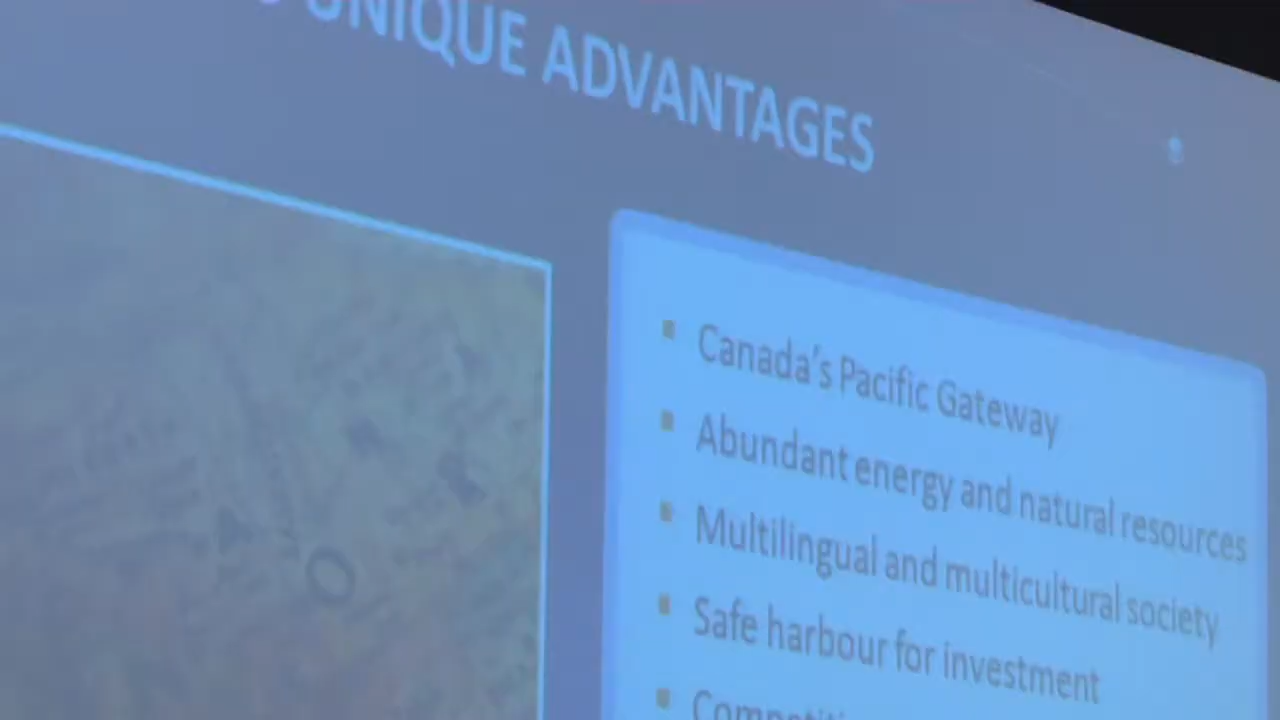 UNIQUE ADVANTAGES
Canada's Pacific Gateway
Abundant energy and natural resources
Multilingual and multicultural society
Safe harbour for investment